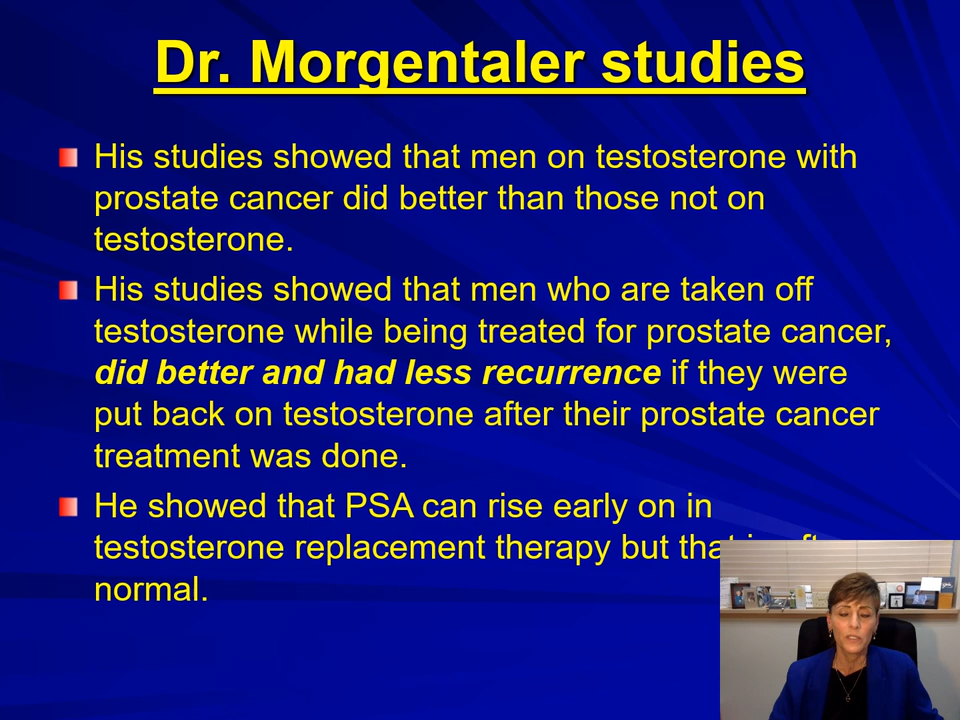 Dr. Morgentaler studies
His studies showed that men on testosterone with
prostate cancer did better than those not on
testosterone.
His studies showed that men who are taken off
testosterone while being treated for prostate cancer,
did better and had less recurrence if they were
put back on testosterone after their prostate cancer
treatment was done.
He showed that PSA can rise early on in
testosterone replacement therapy but
normal.